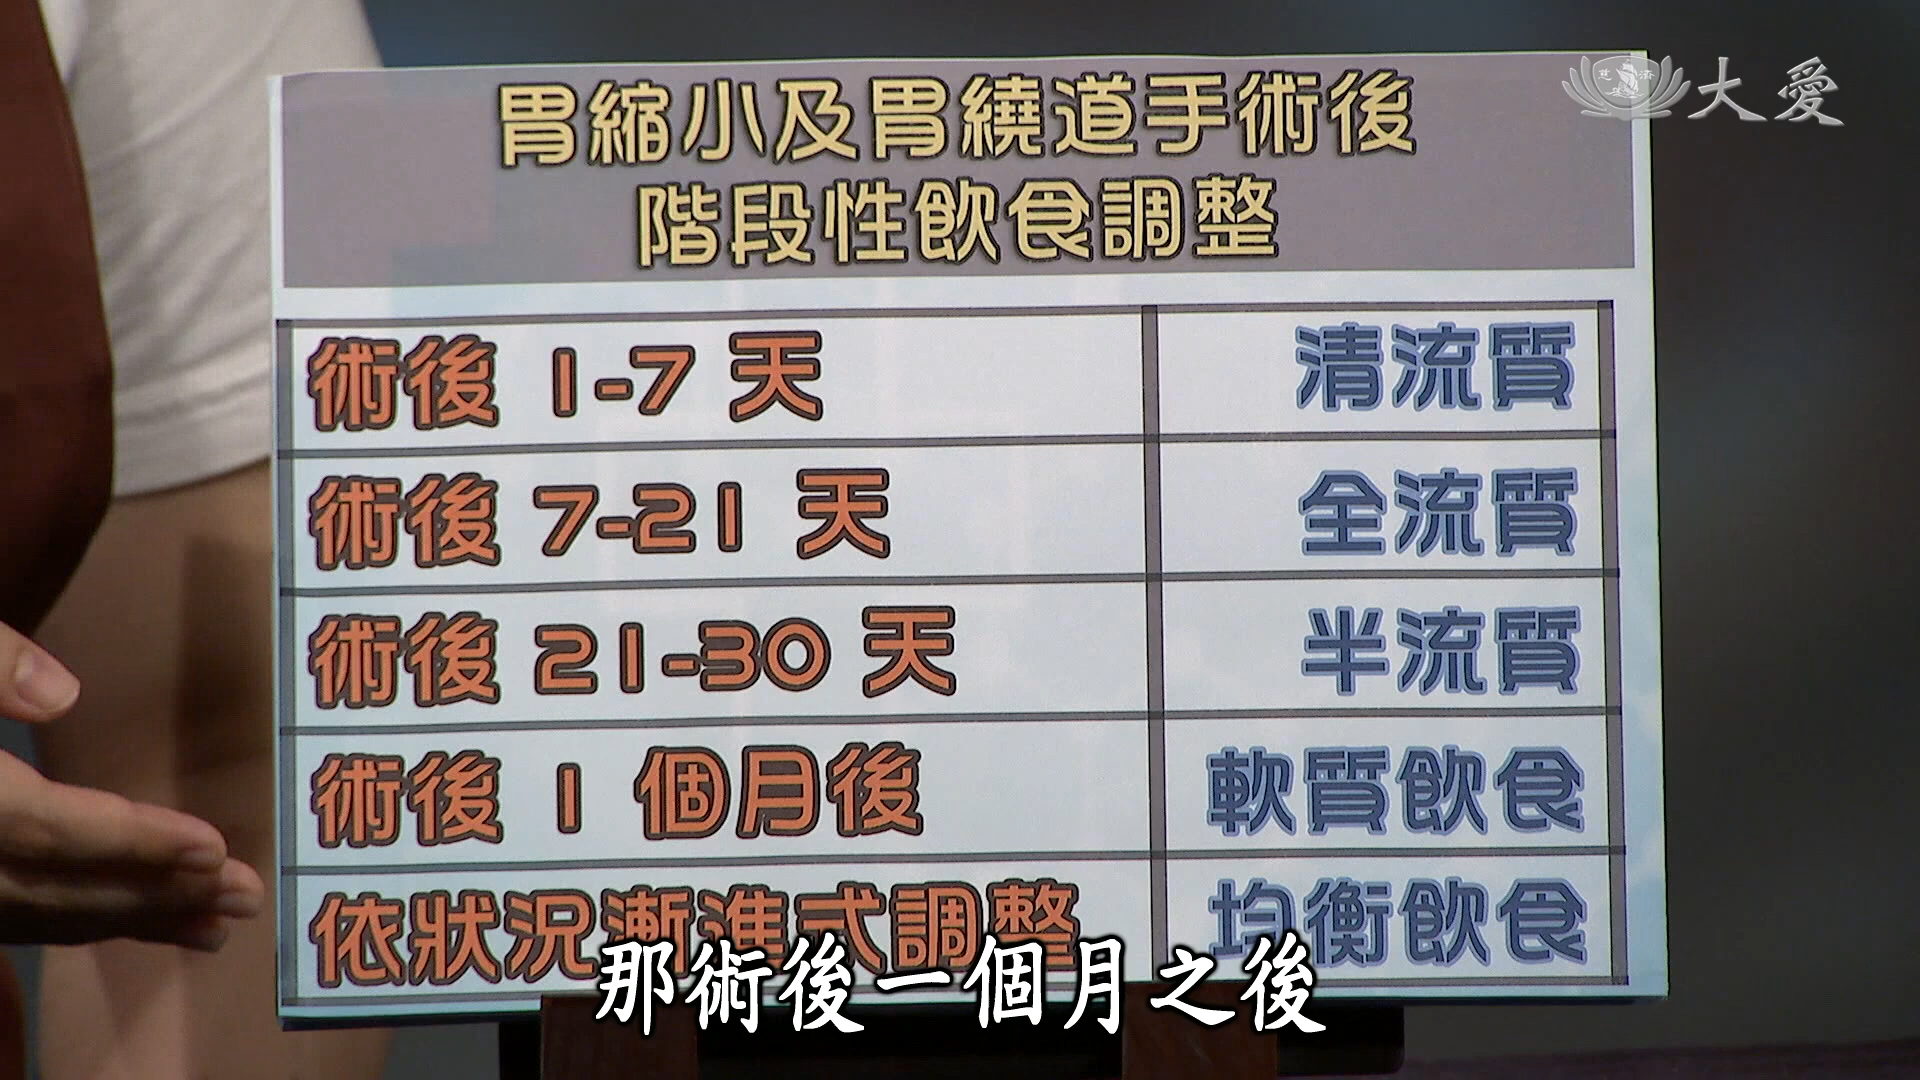 慈濟
大愛
胃縮小及胃繞道手術後
階段性飲食調整
術後 1-7 天 清流質
術後 7-21 天 全流質
術後 21-30 天 半流質
術後 1 個月後 軟質飲食
依狀況漸進式調整 均衡飲食
那術後一個月之後